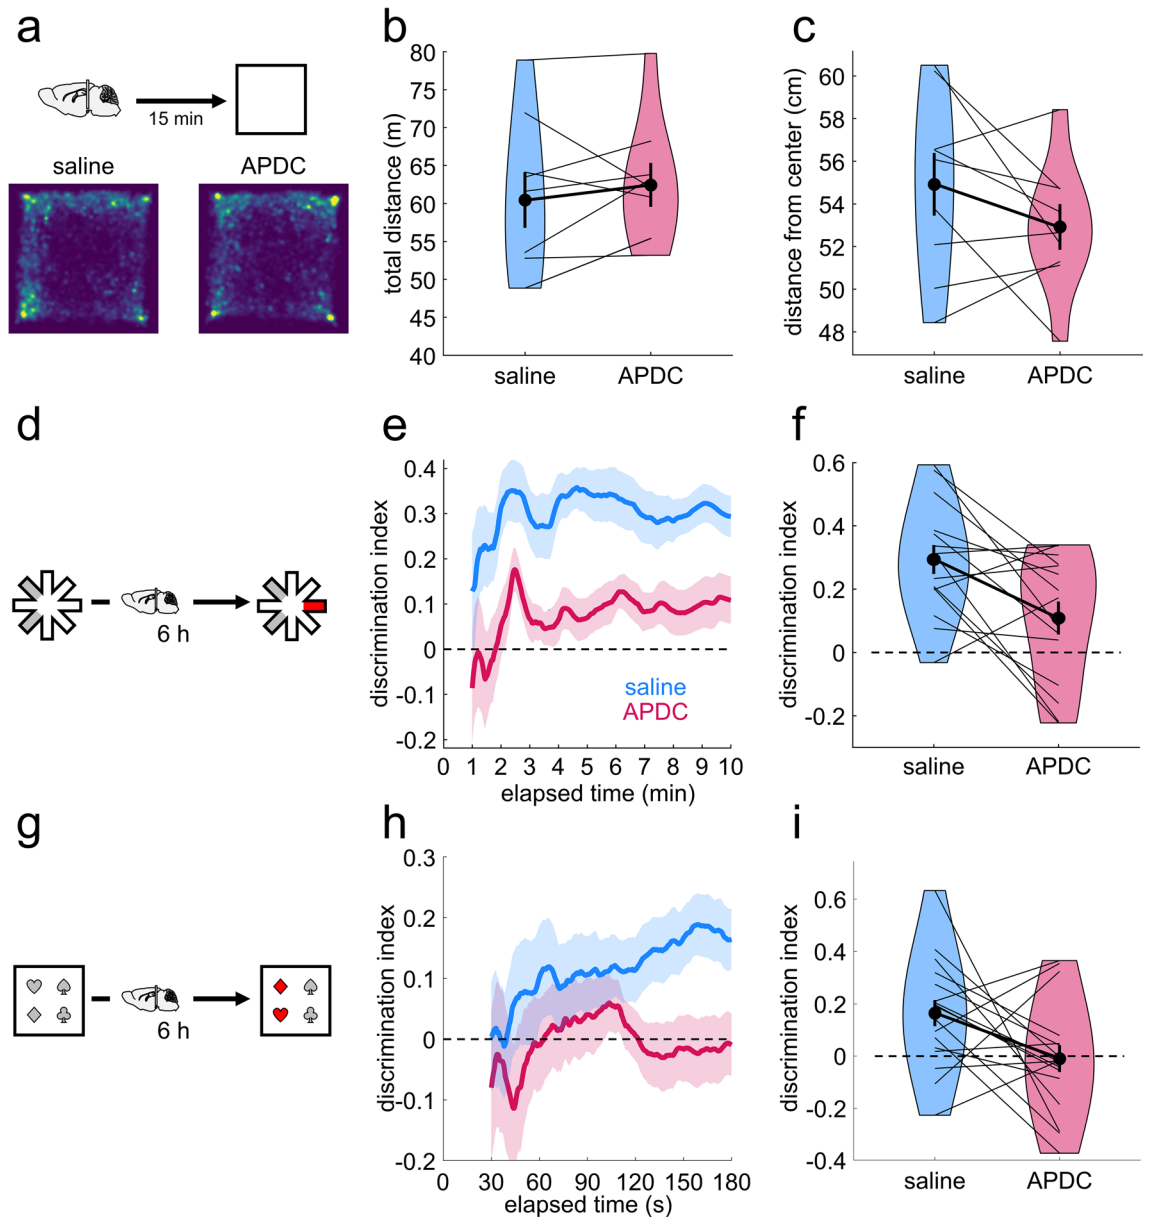 a
15 min
saline
APDC
b
total distance (m)
80
75
70
65
60
55
50
45
40
saline
APDC
c
distance from center (cm)
60
58
56
54
52
50
48
saline
APDC
d
6 h
e
discrimination index
0.4
0.3
0.2
0.1
0
-0.1
-0.2
saline
APDC
0 1 2 3 4 5 6 7 8 9 10
elapsed time (min)
f
discrimination index
0.6
0.4
0.2
0
-0.2
saline
APDC
g
6 h
h
discrimination index
0.3
0.2
0.1
0
-0.1
-0.2
30 60 90 120 150 180
elapsed time (s)
i
discrimination index
0.6
0.4
0.2
0
-0.2
-0.4
saline
APDC